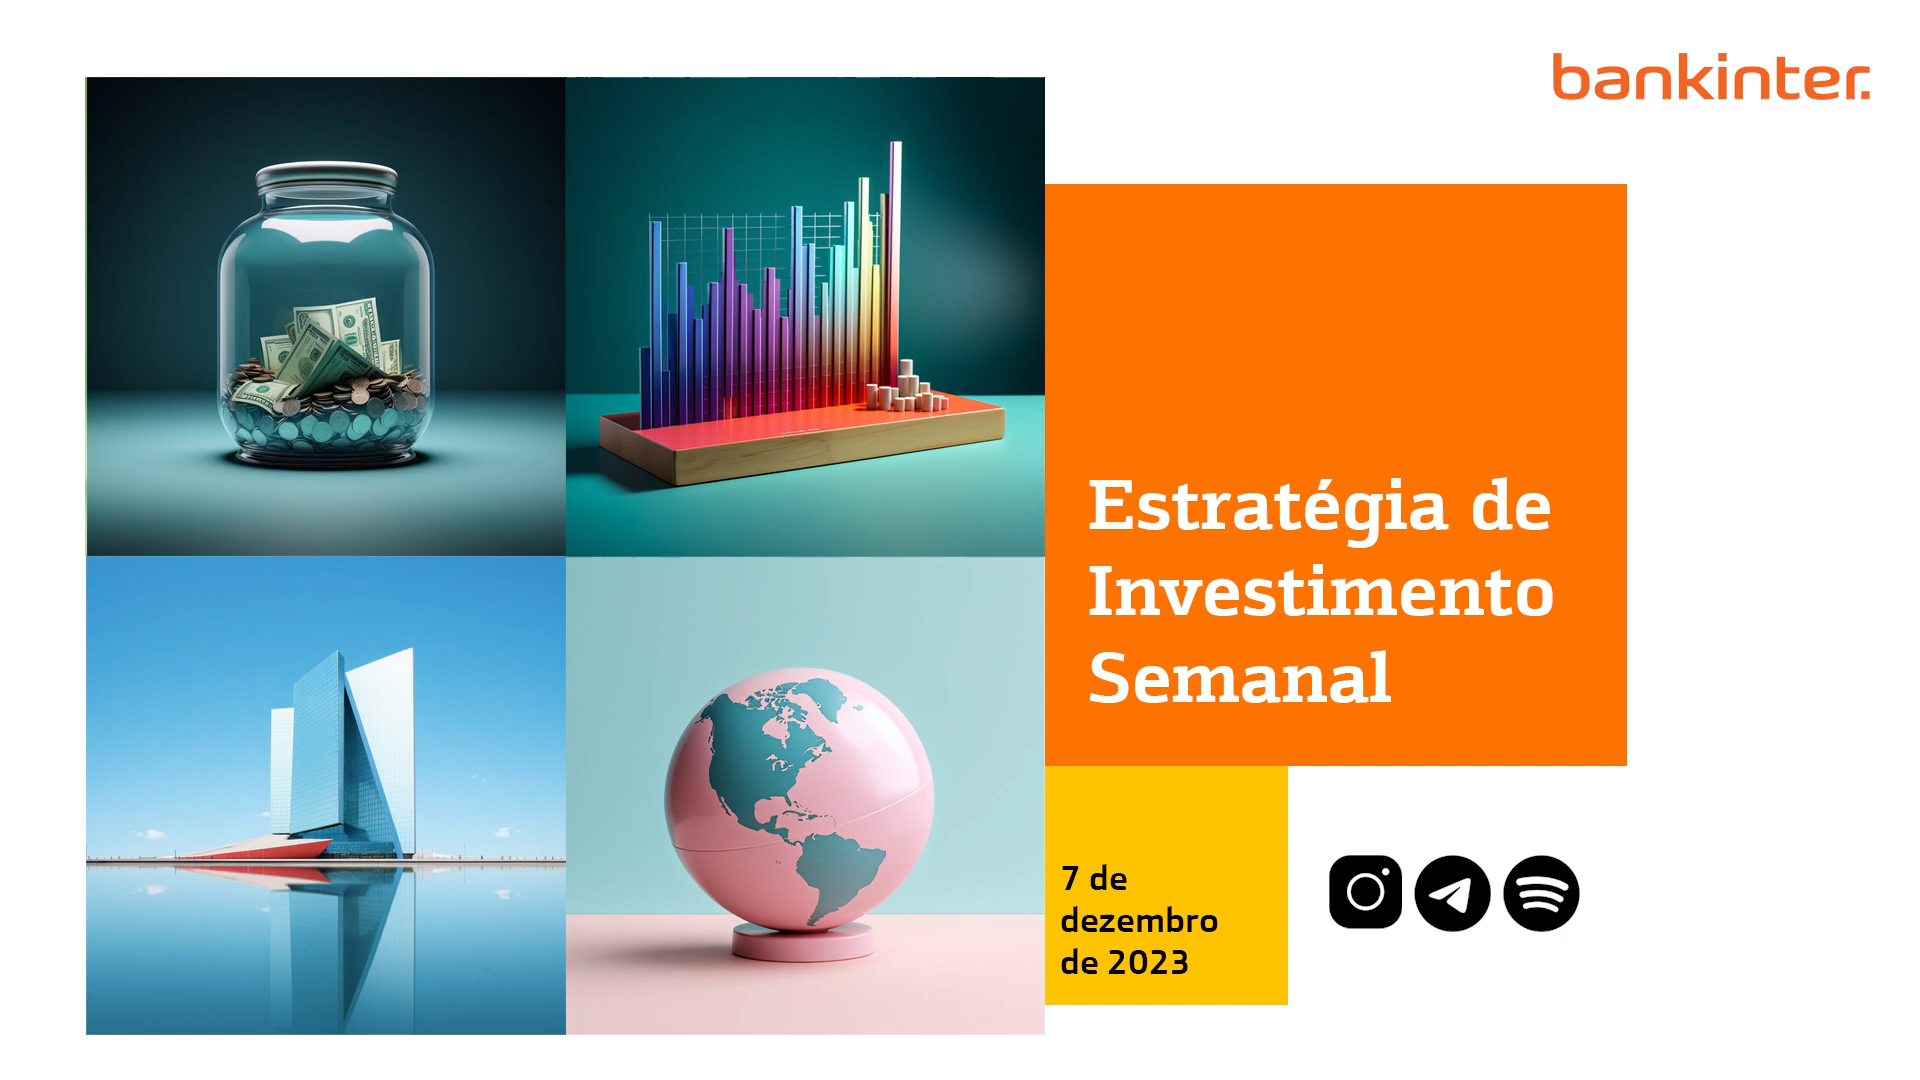 bankinter.
Estratégia de
Investimento
Semanal
7 de
dezembro
de 2023